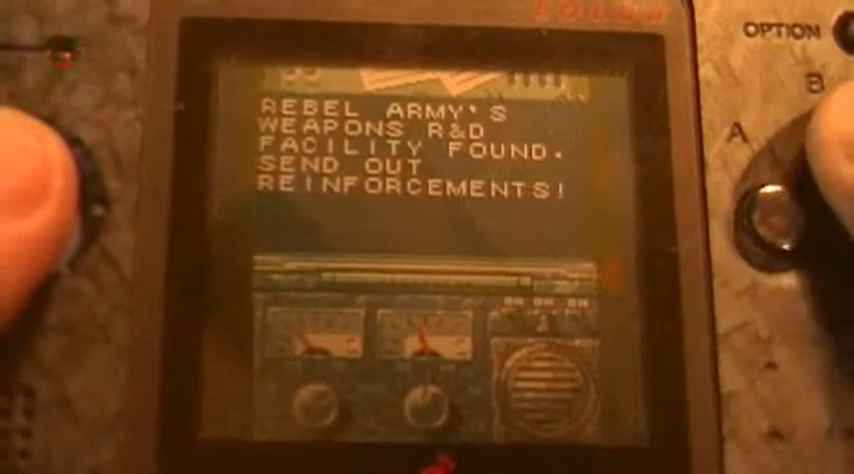 OPTION
B
A
REBEL ARMY'S
WEAPONS R&D
FACILITY FOUND.
SEND OUT
REINFORCEMENTS!